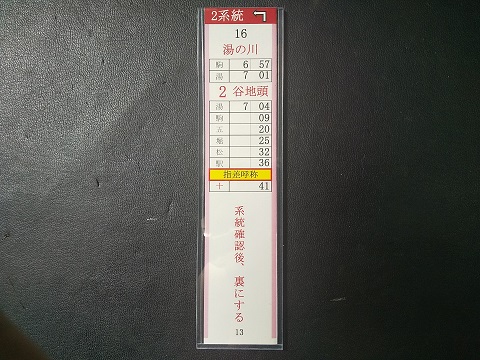 2系統
16
湯の川
駒 6 57
湯 7 01
2 谷地頭
湯 7 04
駒 09
五 20
堀 25
松 32
駅 36
指差呼称
十 41
系統確認後、裏にする
13